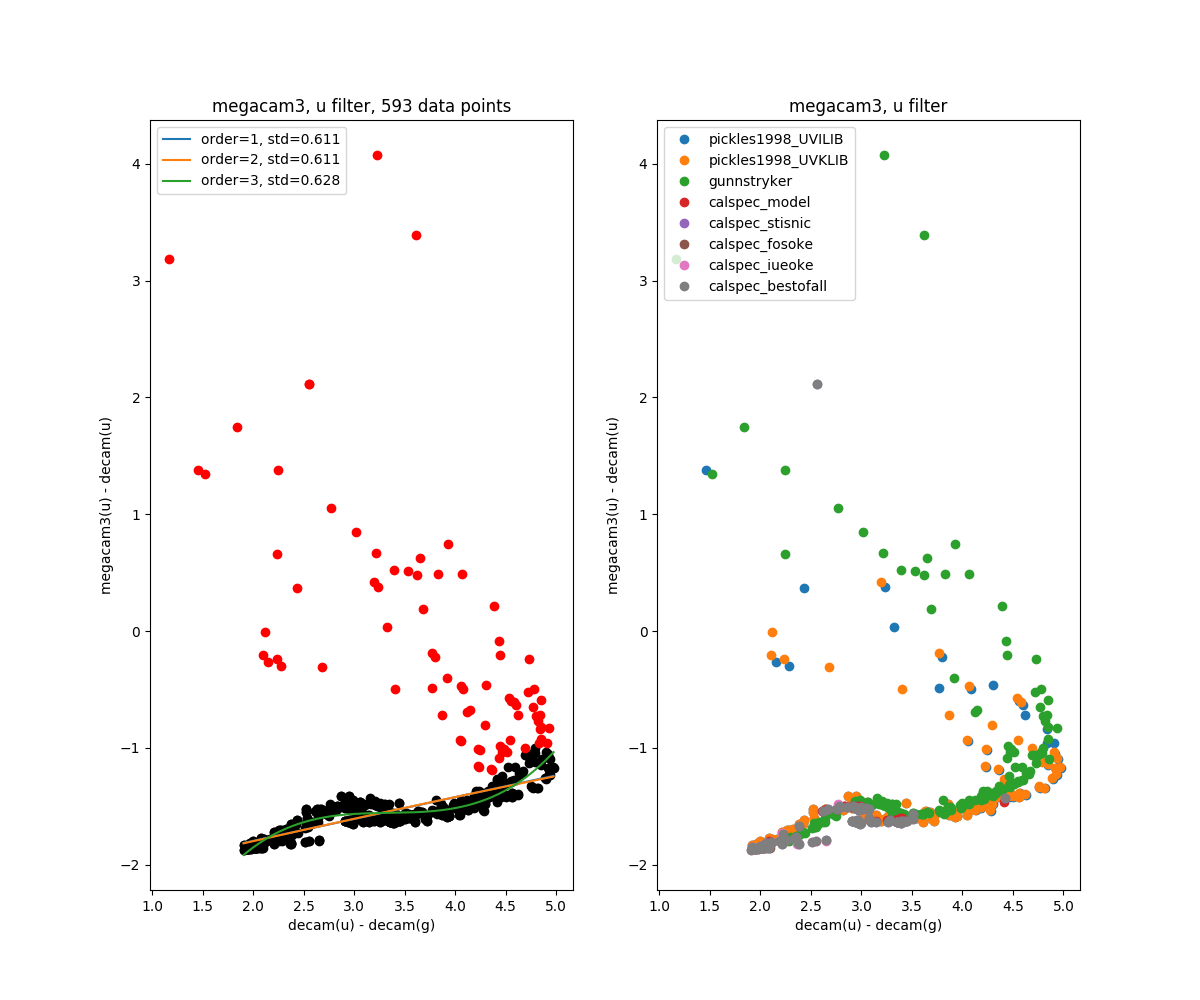 megacam3, u filter, 593 data points
order=1, std=0.611
order=2, std=0.611
order=3, std=0.628
4
3
2
1
0
−1
−2
megacam3(u) - decam(u)
1.0 1.5 2.0 2.5 3.0 3.5 4.0 4.5 5.0
decam(u) - decam(g)
megacam3, u filter
pickles1998_UVILIB
pickles1998_UVKLIB
gunnstryker
calspec_model
calspec_stisnic
calspec_fosoke
calspec_iueoke
calspec_bestofall
4
3
2
1
0
−1
−2
megacam3(u) - decam(u)
1.0 1.5 2.0 2.5 3.0 3.5 4.0 4.5 5.0
decam(u) - decam(g)